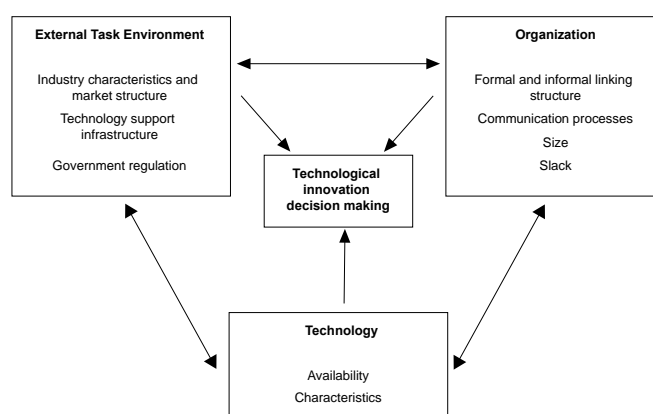 External Task Environment
Industry characteristics and
market structure
Technology support
infrastructure
Government regulation
Organization
Formal and informal linking
structure
Communication processes
Size
Slack
Technological
innovation
decision making
Technology
Availability
Characteristics